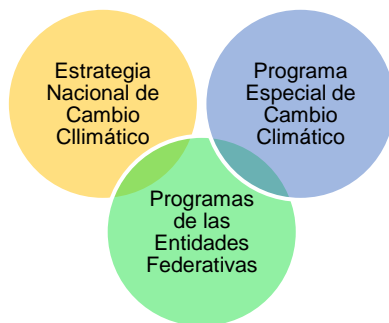 Estrategia
Nacional de
Cambio
Cllimático
Programa
Especial de
Cambio
Climático
Programas
de las
Entidades
Federativas